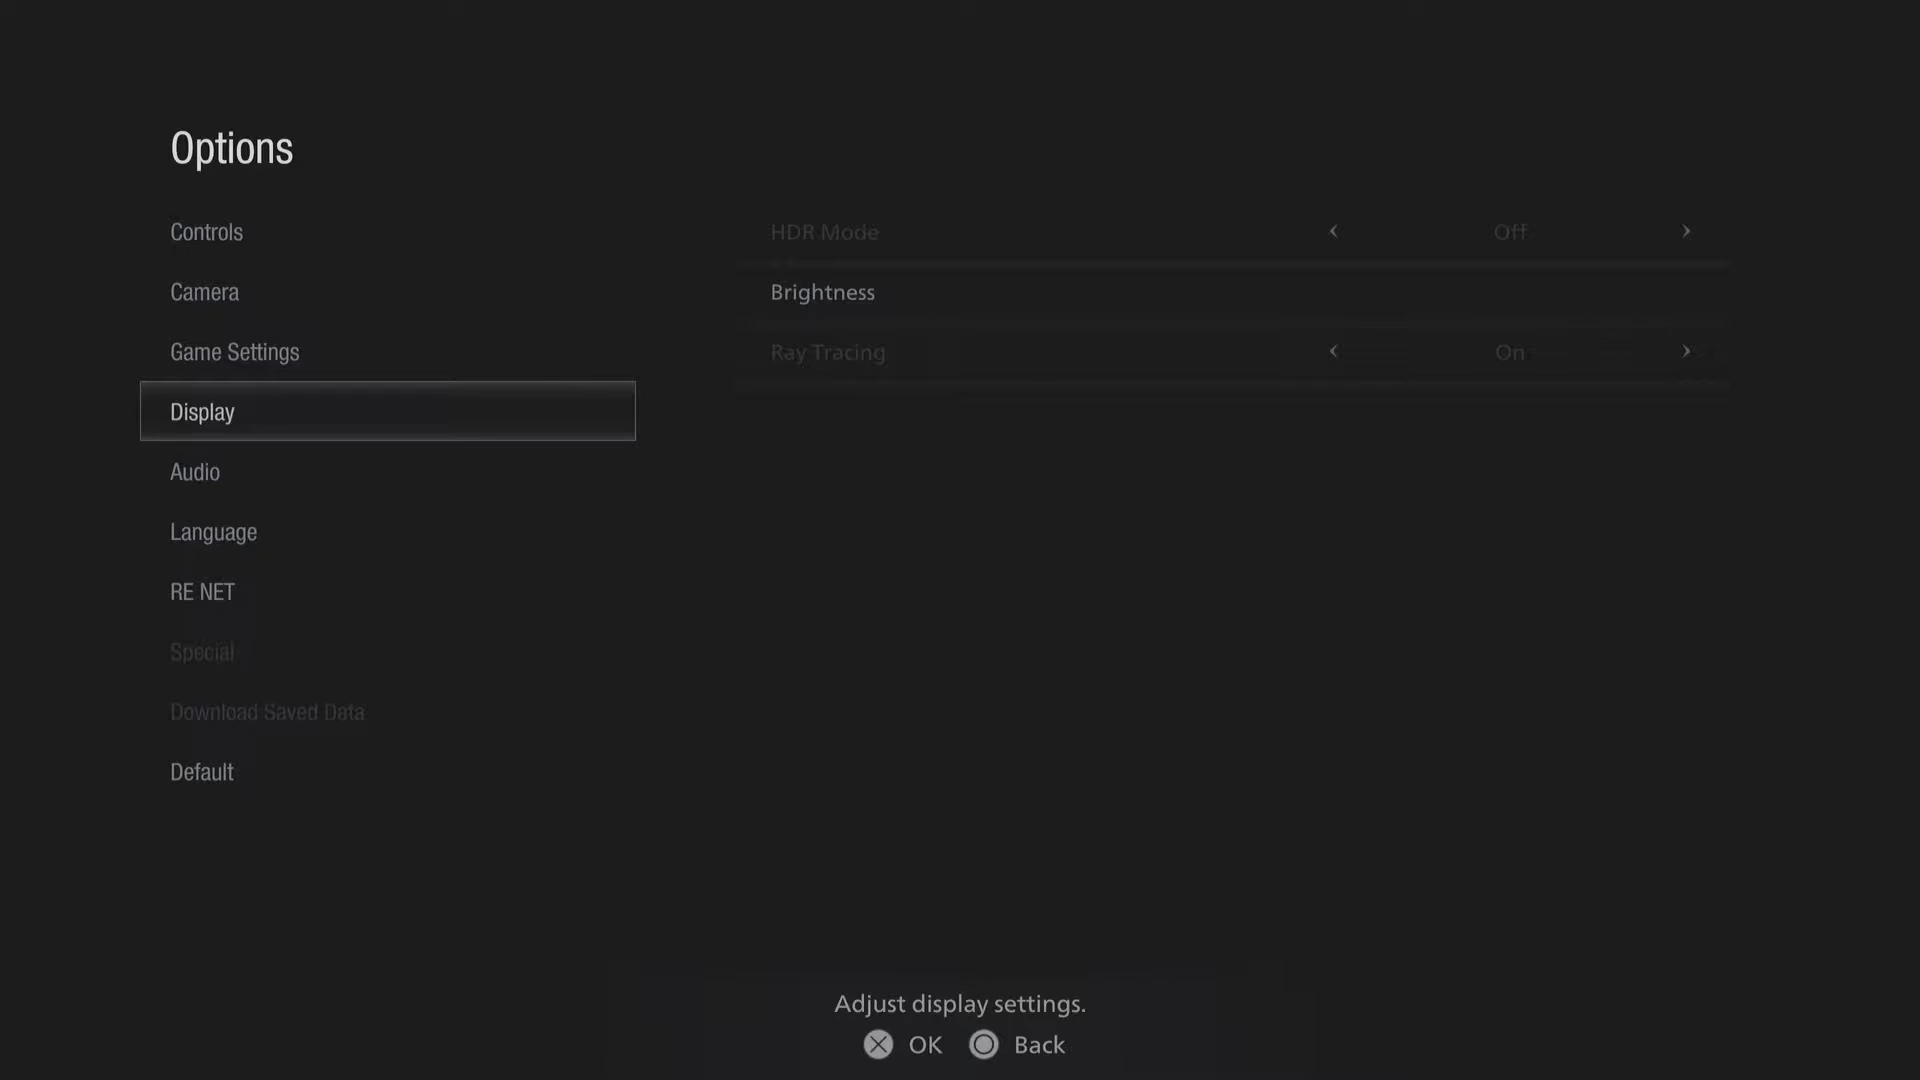 Options
Controls
Camera
Game Settings
Display
Audio
Language
RE NET
Special
Download Saved Data
Default
HDR Mode Off
Brightness
Ray Tracing On
Adjust display settings.
OK Back